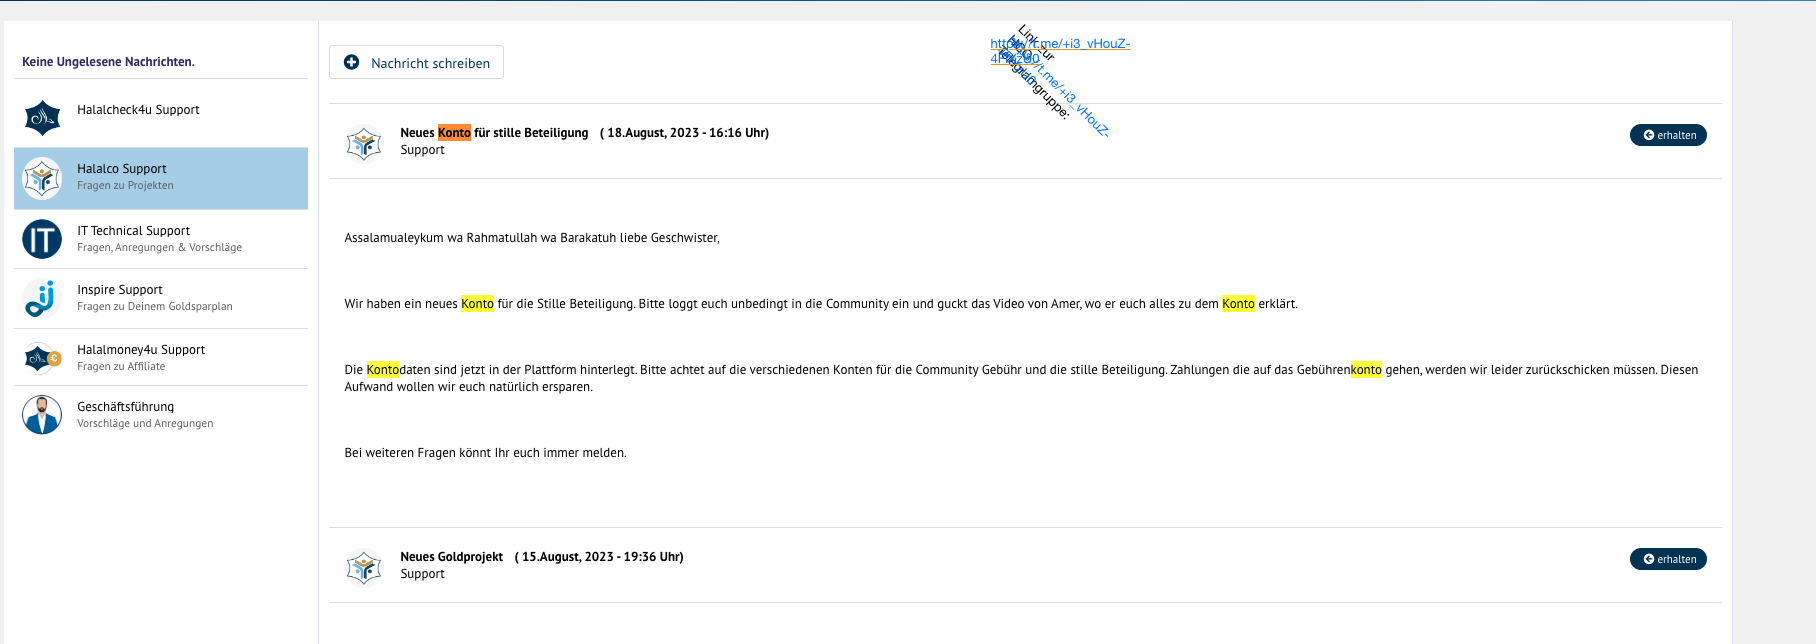 Keine Ungelesene Nachrichten.
Halalcheck4u Support
Halalco Support
Fragen zu Projekten
IT
IT Technical Support
Fragen, Anregungen & Vorschläge
Inspire Support
Fragen zu Deinem Goldsparplan
€
Halalmoney4u Support
Fragen zu Affiliate
Geschäftsführung
Vorschläge und Anregungen
Nachricht schreiben
Link zur
Telegramgruppe:
https://t.me/+i3_vHouZ-
t.me/+i3_vHouZ-
Neues Konto für stille Beteiligung ( 18.August, 2023 - 16:16 Uhr)
Support
erhalten
Assalamualeykum wa Rahmatullah wa Barakatuh liebe Geschwister,
Wir haben ein neues Konto für die Stille Beteiligung. Bitte loggt euch unbedingt in die Community ein und guckt das Video von Amer, wo er euch alles zu dem Konto erklärt.
Die Kontodaten sind jetzt in der Plattform hinterlegt. Bitte achtet auf die verschiedenen Konten für die Community Gebühr und die stille Beteiligung. Zahlungen die auf das Gebührenkonto gehen, werden wir leider zurückschicken müssen. Diesen
Aufwand wollen wir euch natürlich ersparen.
Bei weiteren Fragen könnt Ihr euch immer melden.
Neues Goldprojekt ( 15.August, 2023 - 19:36 Uhr)
Support
erhalten